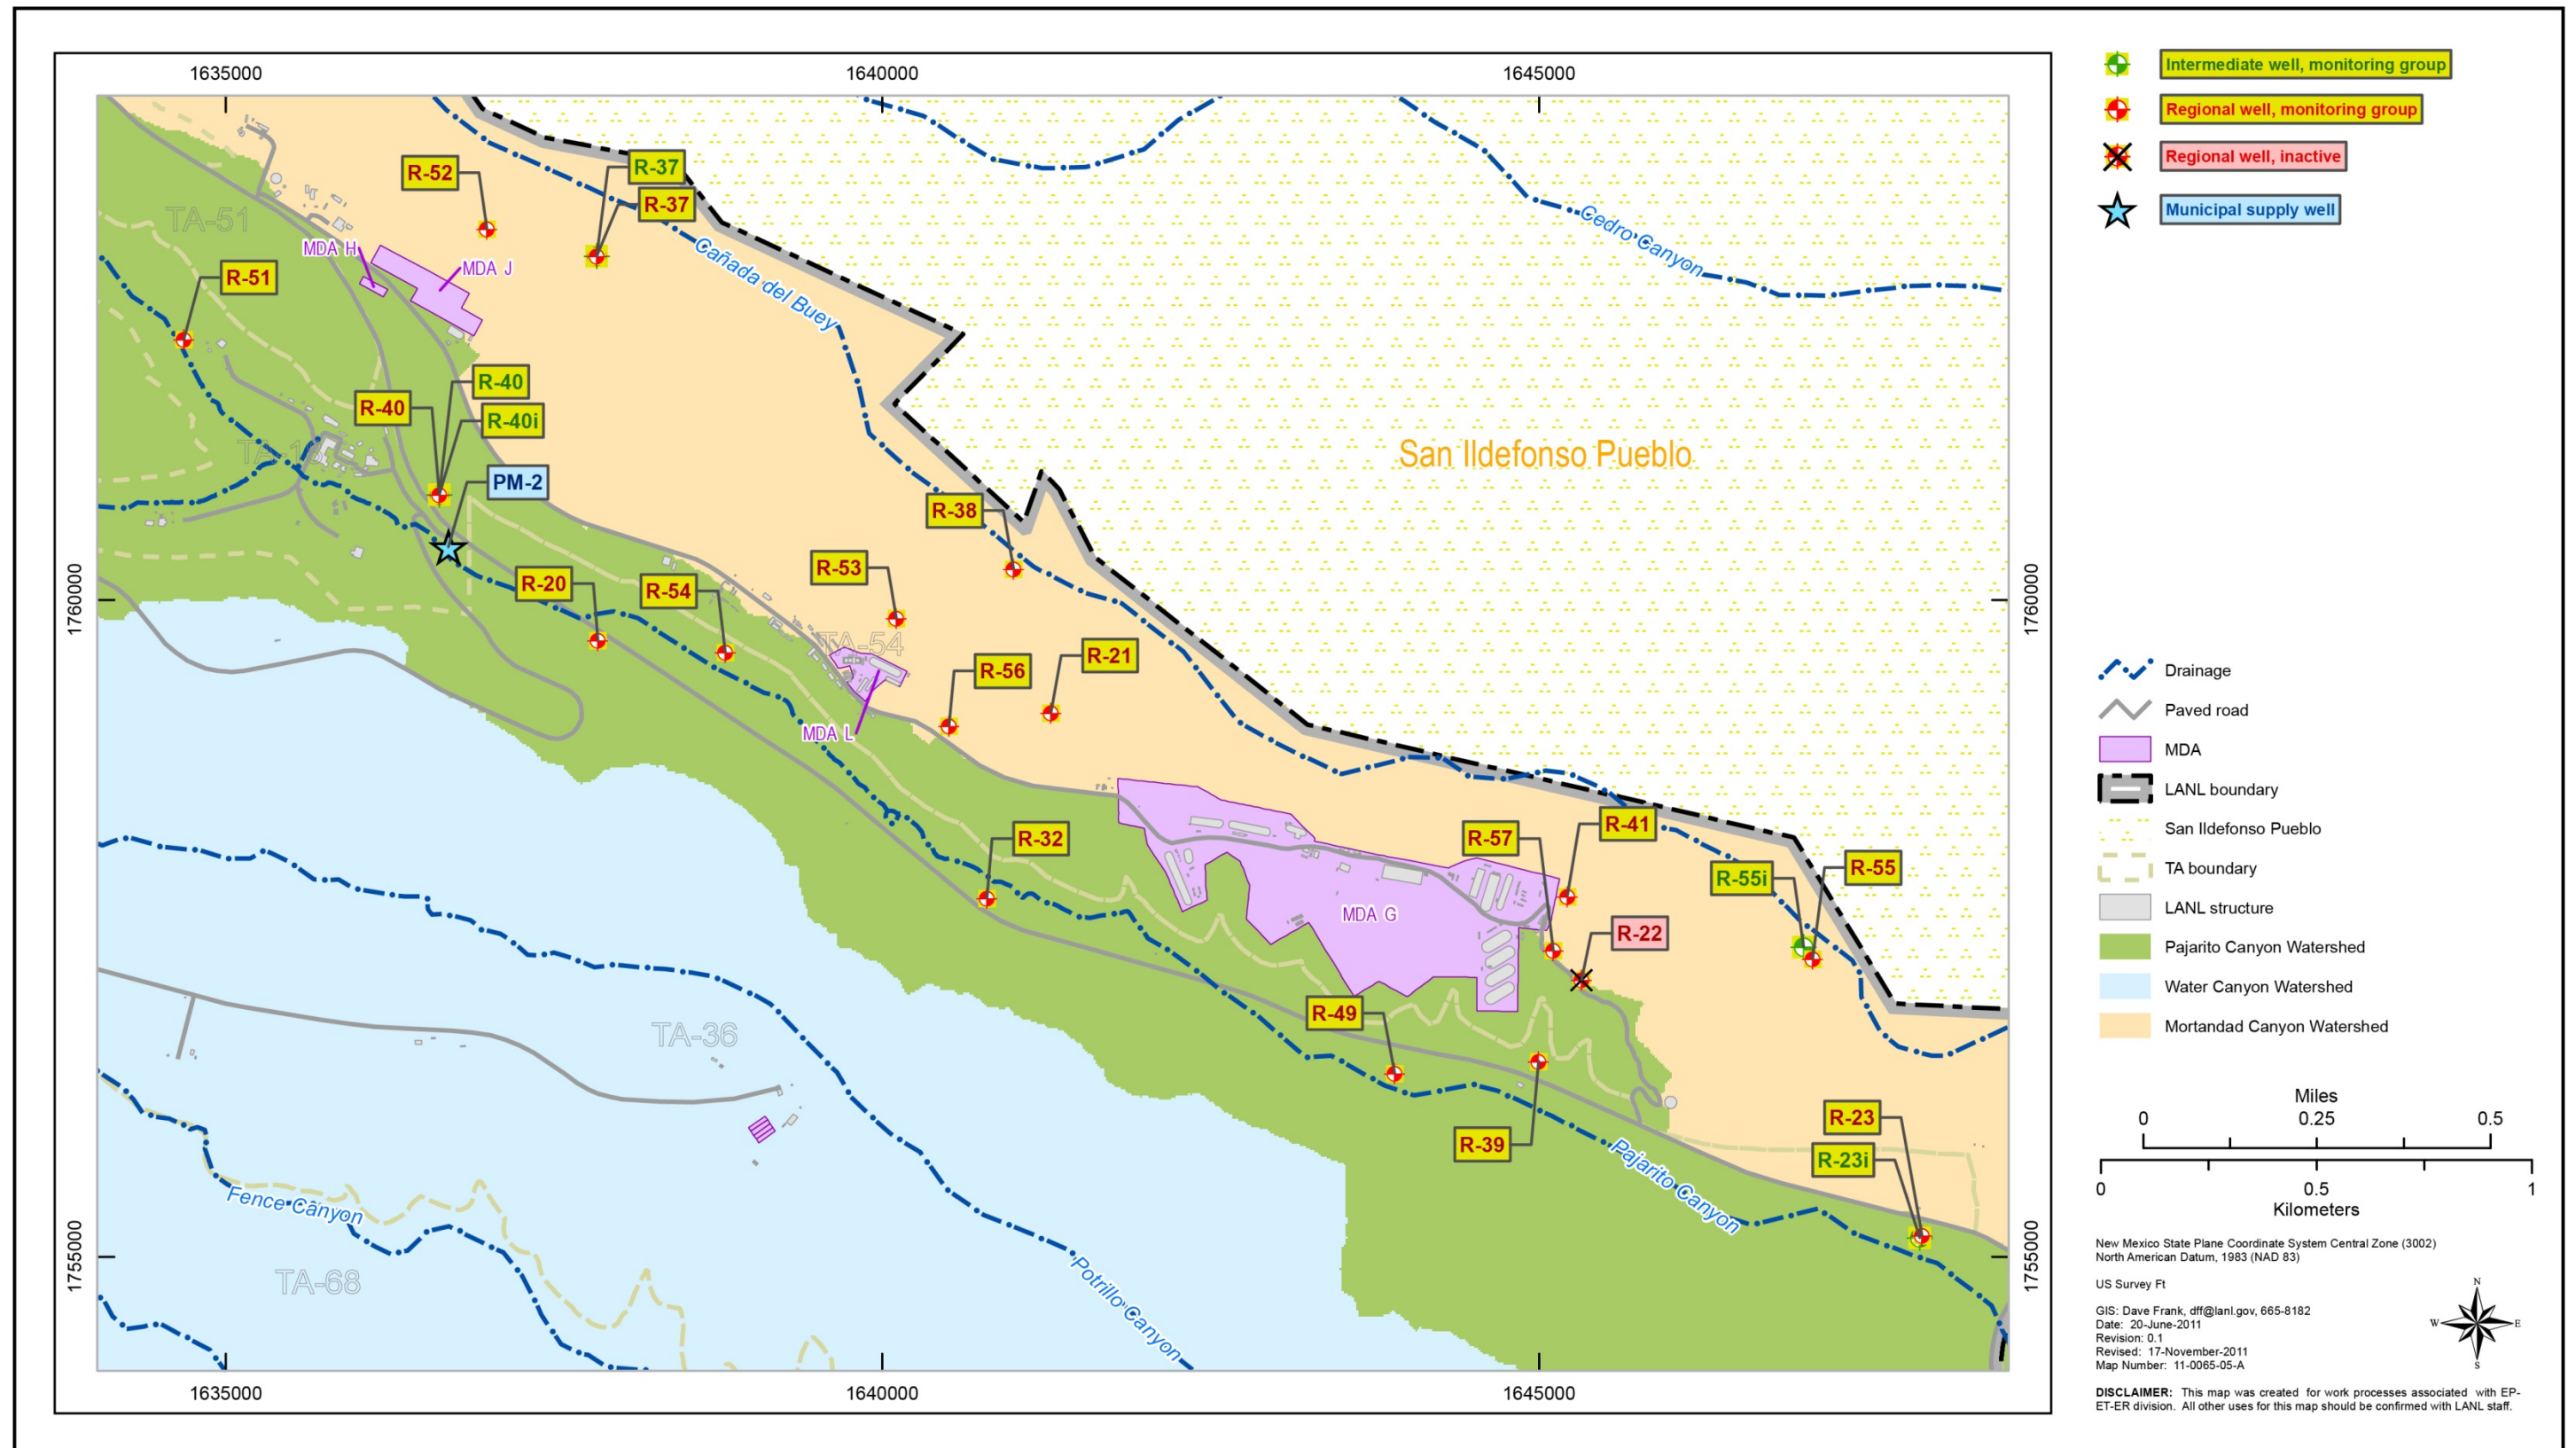 1635000
1640000
1645000
1760000
1755000
1760000
1755000
1635000
1640000
1645000
R-52
R-37
R-37
TA-51
MDA H
MDA J
R-51
Cañada del Buey
Cedro Canyon
R-40
R-40
R-40i
San Ildefonso Pueblo
PM-2
R-38
R-20
R-54
R-53
TA-54
R-56
R-21
MDA L
R-32
R-57
R-41
R-55i
R-55
MDA G
R-22
R-49
TA-36
R-39
R-23
R-23i
Pajarito Canyon
Fence Canyon
TA-68
Potrillo Canyon
Intermediate well, monitoring group
Regional well, monitoring group
Regional well, inactive
Municipal supply well
Drainage
Paved road
MDA
LANL boundary
San Ildefonso Pueblo
TA boundary
LANL structure
Pajarito Canyon Watershed
Water Canyon Watershed
Mortandad Canyon Watershed
Miles
0 0.25 0.5
0 0.5 1
Kilometers
New Mexico State Plane Coordinate System Central Zone (3002)
North American Datum, 1983 (NAD 83)
US Survey Ft
GIS: Dave Frank, dff@lanl.gov, 665-8182
Date: 20-June-2011
Revision: 0.1
Revised: 17-November-2011
Map Number: 11-0065-05-A
N
W
E
S
DISCLAIMER: This map was created for work processes associated with EP-
ET-ER division. All other uses for this map should be confirmed with LANL staff.